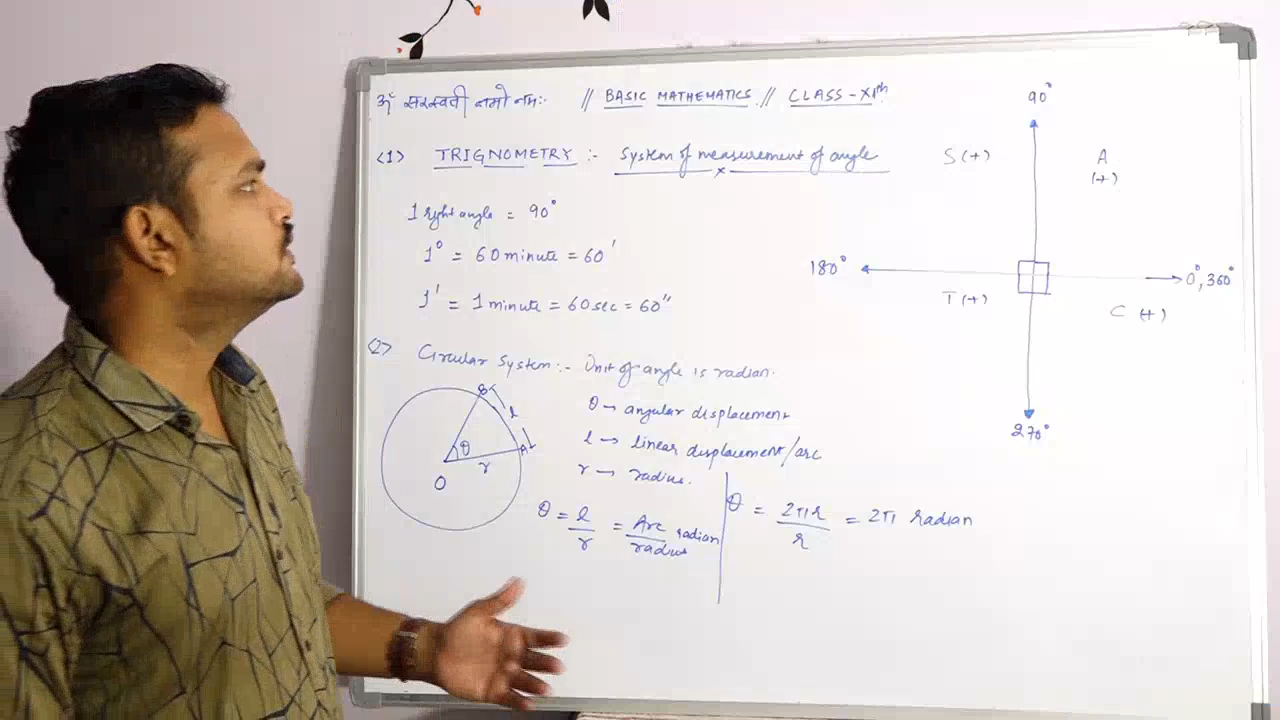 ॐ सरस्वती नमो नमः // BASIC MATHEMATICS // CLASS-XIth
<1> TRIGNOMETRY :- System of measurement of angle
1 right angle = 90°
1° = 60 minute = 60'
1' = 1 minute = 60 sec = 60"
<2> Circular System :- Unit of angle is radian.
B
l
θ
A
r
O
θ → angular displacement
l → linear displacement/arc
r → radius.
θ = l/r = Arc/radius radian
θ = 2πr/r = 2π radian
90°
S (+)
A
(+)
180°
0°, 360°
T (+)
C (+)
270°